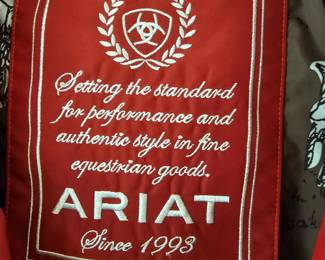 Setting the standard
for performance and
authentic style in fine
equestrian goods.
ARIAT
Since 1993